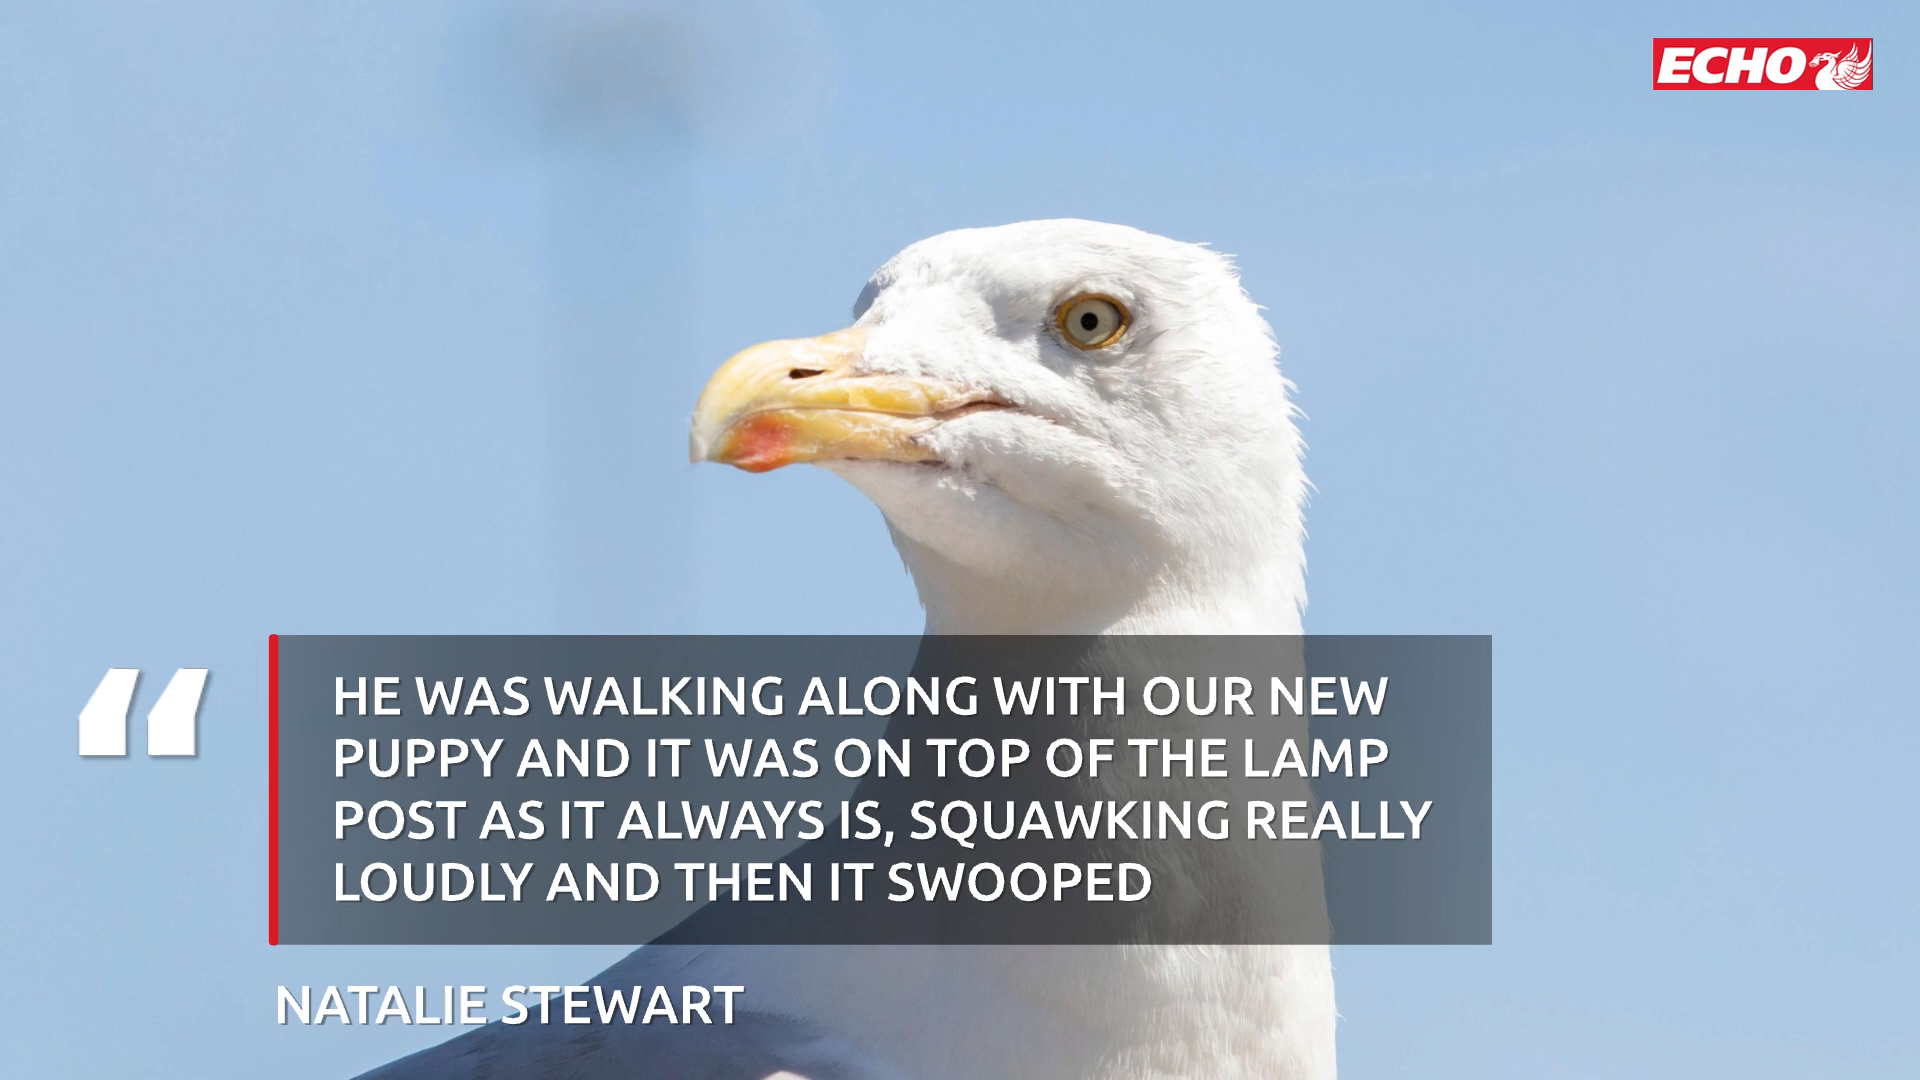 ECHO
“
HE WAS WALKING ALONG WITH OUR NEW
PUPPY AND IT WAS ON TOP OF THE LAMP
POST AS IT ALWAYS IS, SQUAWKING REALLY
LOUDLY AND THEN IT SWOOPED
NATALIE STEWART